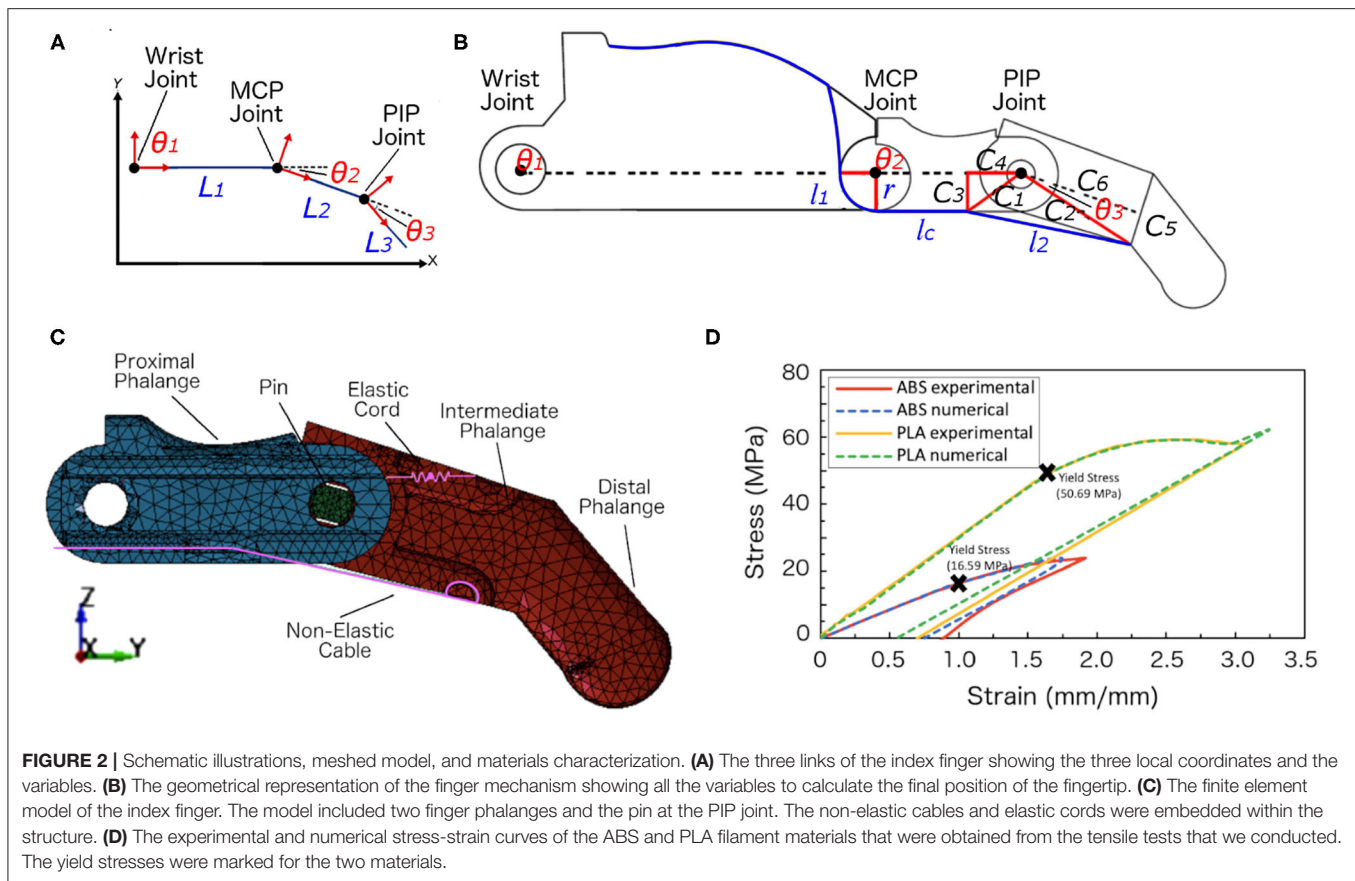 A
Wrist
Joint
MCP
Joint
PIP
Joint
Y
θ1
θ2
θ3
L1
L2
L3
X
B
Wrist
Joint
MCP
Joint
PIP
Joint
θ1
θ2
C4
C6
l1
r
C3
C1
C2
θ3
C5
lc
l2
C
Proximal
Phalange
Pin
Elastic
Cord
Intermediate
Phalange
Distal
Phalange
Non-Elastic
Cable
Z
X
Y
D
Stress (MPa)
80
60
40
20
0
ABS experimental
ABS numerical
PLA experimental
PLA numerical
Yield Stress
(50.69 MPa)
Yield Stress
(16.59 MPa)
0 0.5 1.0 1.5 2.0 2.5 3.0 3.5
Strain (mm/mm)
FIGURE 2 | Schematic illustrations, meshed model, and materials characterization. (A) The three links of the index finger showing the three local coordinates and the
variables. (B) The geometrical representation of the finger mechanism showing all the variables to calculate the final position of the fingertip. (C) The finite element
model of the index finger. The model included two finger phalanges and the pin at the PIP joint. The non-elastic cables and elastic cords were embedded within the
structure. (D) The experimental and numerical stress-strain curves of the ABS and PLA filament materials that were obtained from the tensile tests that we conducted.
The yield stresses were marked for the two materials.